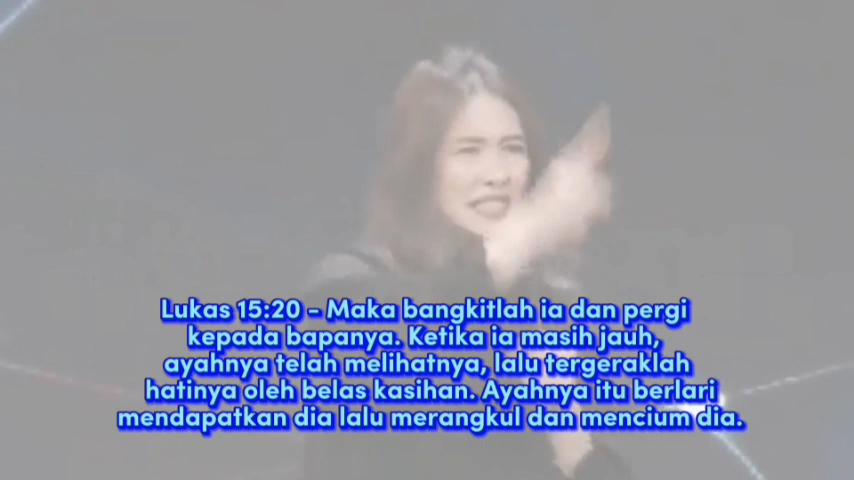 Lukas 15:20 - Maka bangkitlah ia dan pergi
kepada bapanya. Ketika ia masih jauh,
ayahnya telah melihatnya, lalu tergeraklah
hatinya oleh belas kasihan. Ayahnya itu berlari
mendapatkan dia lalu merangkul dan mencium dia.